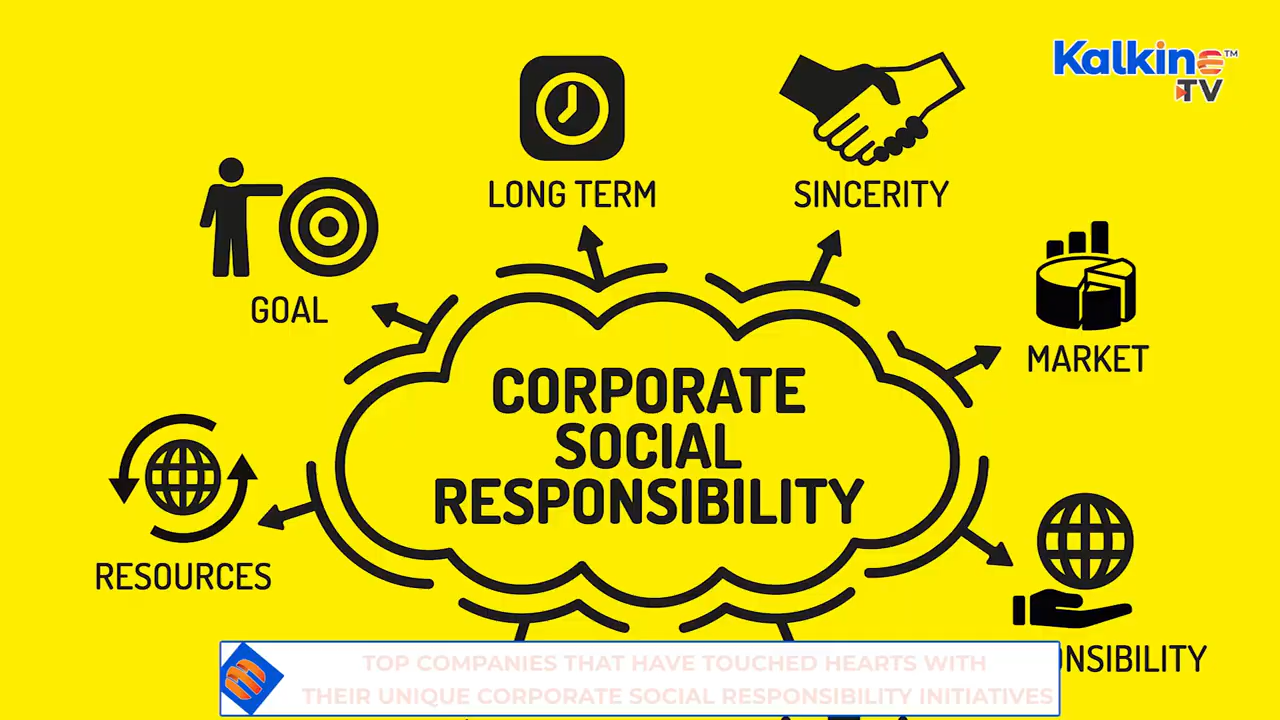 Kalkine™
TV
LONG TERM
SINCERITY
GOAL
MARKET
CORPORATE
SOCIAL
RESPONSIBILITY
RESOURCES
ONSIBILITY
TOP COMPANIES THAT HAVE TOUCHED HEARTS WITH
THEIR UNIQUE CORPORATE SOCIAL RESPONSIBILITY INITIATIVES